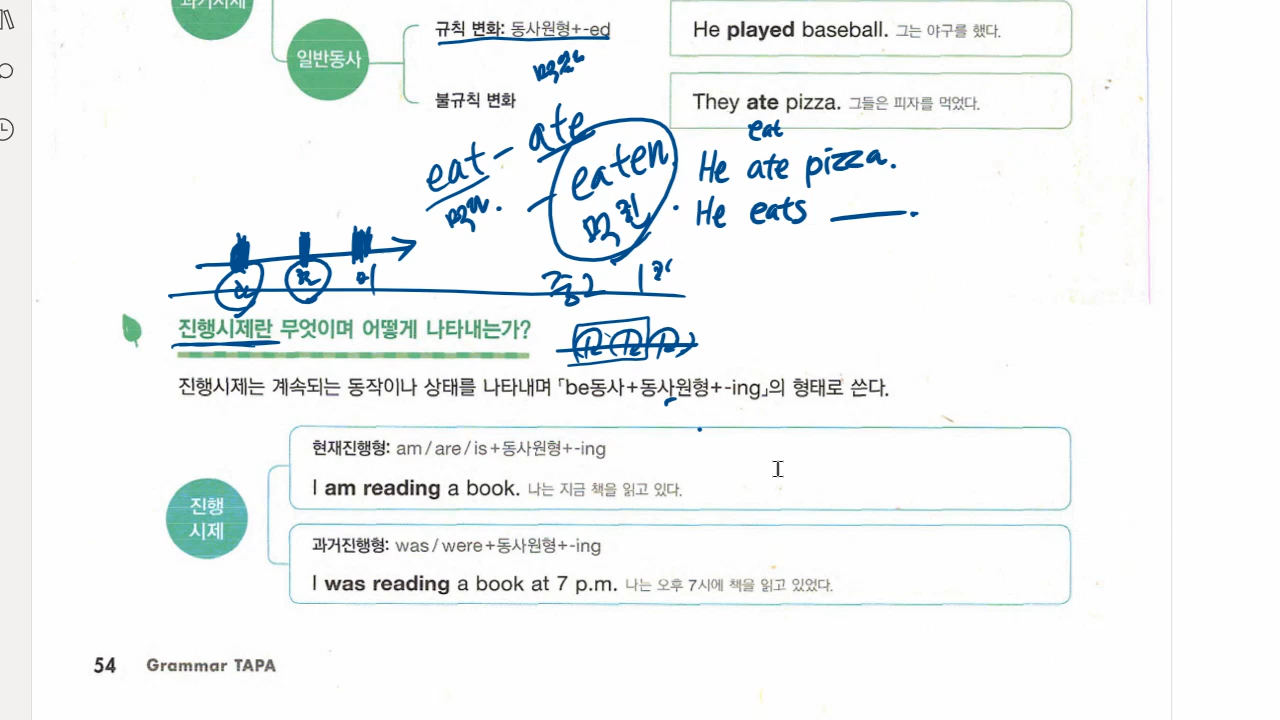 과거시제
규칙 변화: 동사원형+-ed
He played baseball. 그는 야구를 했다.
일반동사
불규칙 변화
They ate pizza. 그들은 피자를 먹었다.
eat
eat - ate
- eaten
He ate pizza.
He eats
중2
진행시제란 무엇이며 어떻게 나타내는가?
진행시제는 계속되는 동작이나 상태를 나타내며 「be동사+동사원형+-ing」의 형태로 쓴다.
현재진행형: am / are / is+동사원형+-ing
I am reading a book. 나는 지금 책을 읽고 있다.
진행
시제
과거진행형: was / were+동사원형+-ing
I was reading a book at 7 p.m. 나는 오후 7시에 책을 읽고 있었다.
54 Grammar TAPA